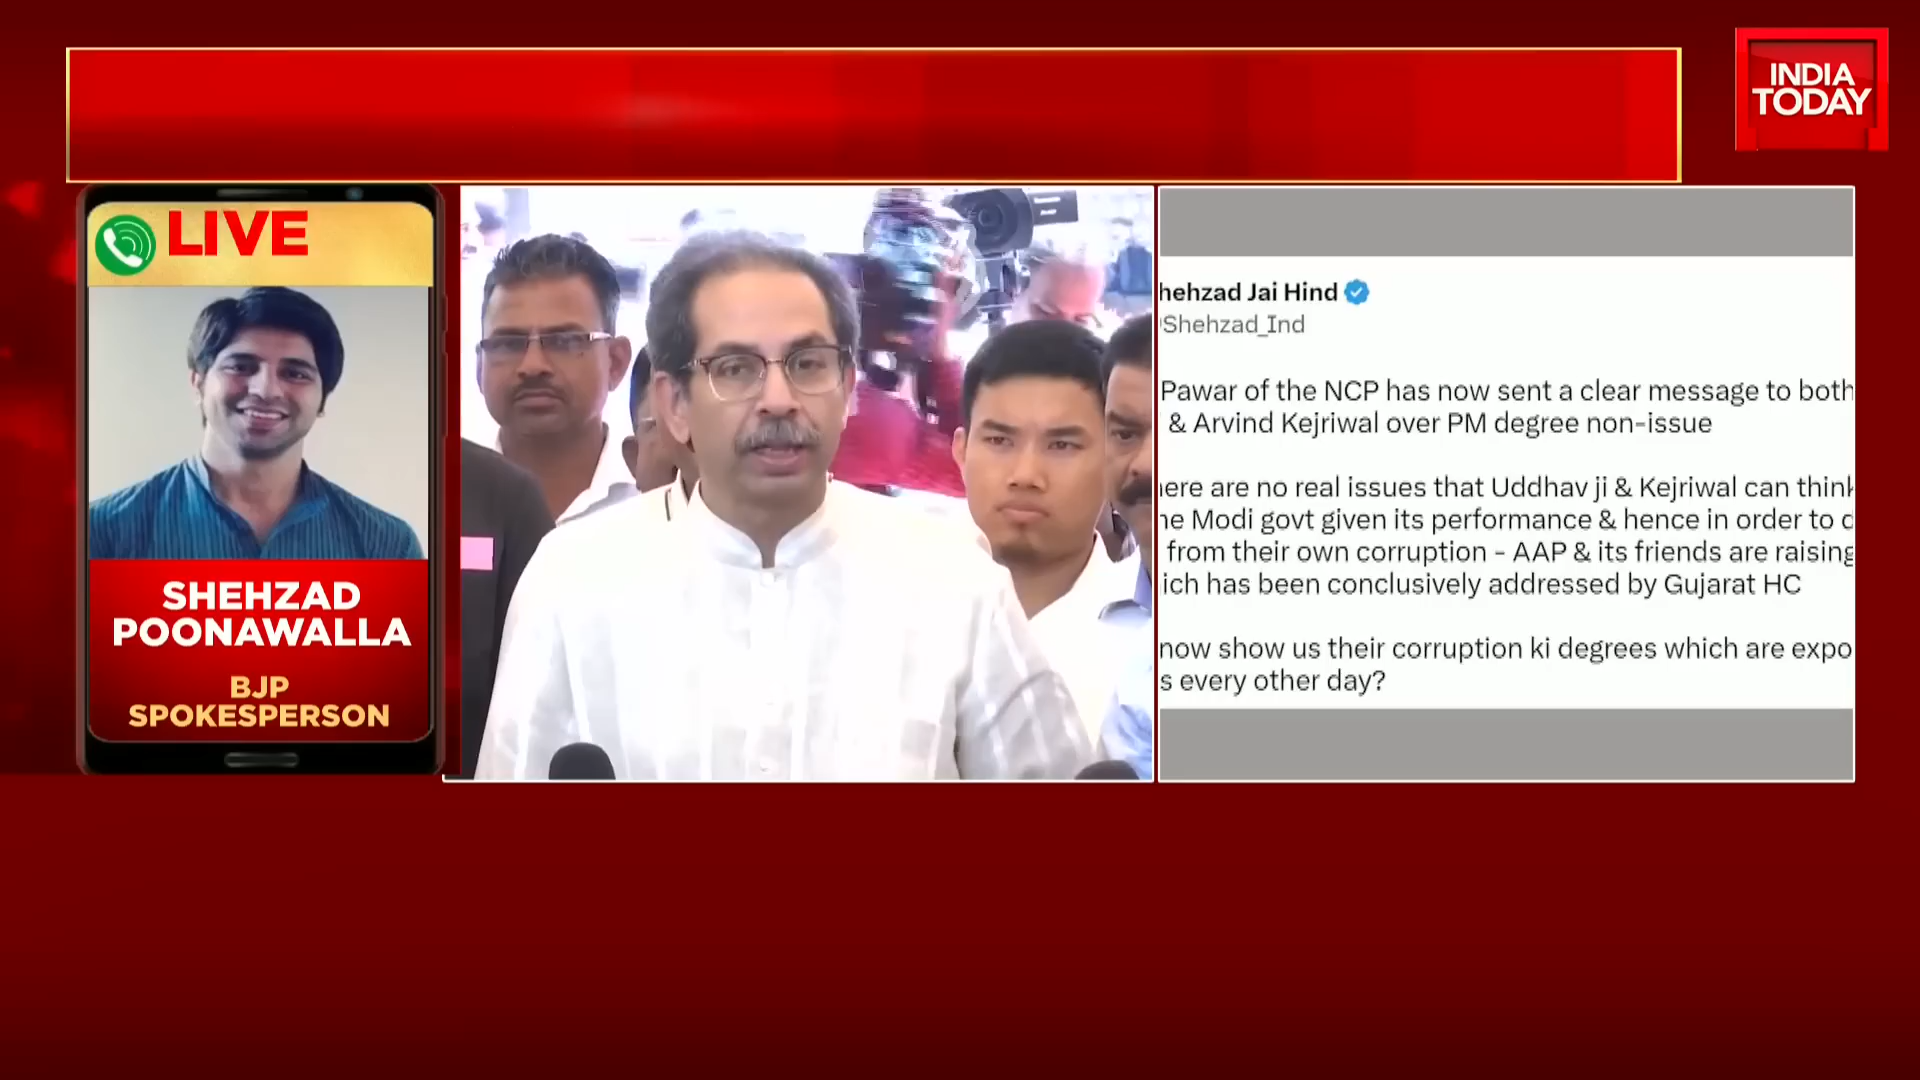 INDIA
TODAY
LIVE
SHEHZAD
POONAWALLA
BJP
SPOKESPERSON
hehzad Jai Hind
Shehzad_Ind
Pawar of the NCP has now sent a clear message to both
& Arvind Kejriwal over PM degree non-issue
ere are no real issues that Uddhav ji & Kejriwal can think
he Modi govt given its performance & hence in order to d
from their own corruption - AAP & its friends are raising
ich has been conclusively addressed by Gujarat HC
now show us their corruption ki degrees which are expo
s every other day?